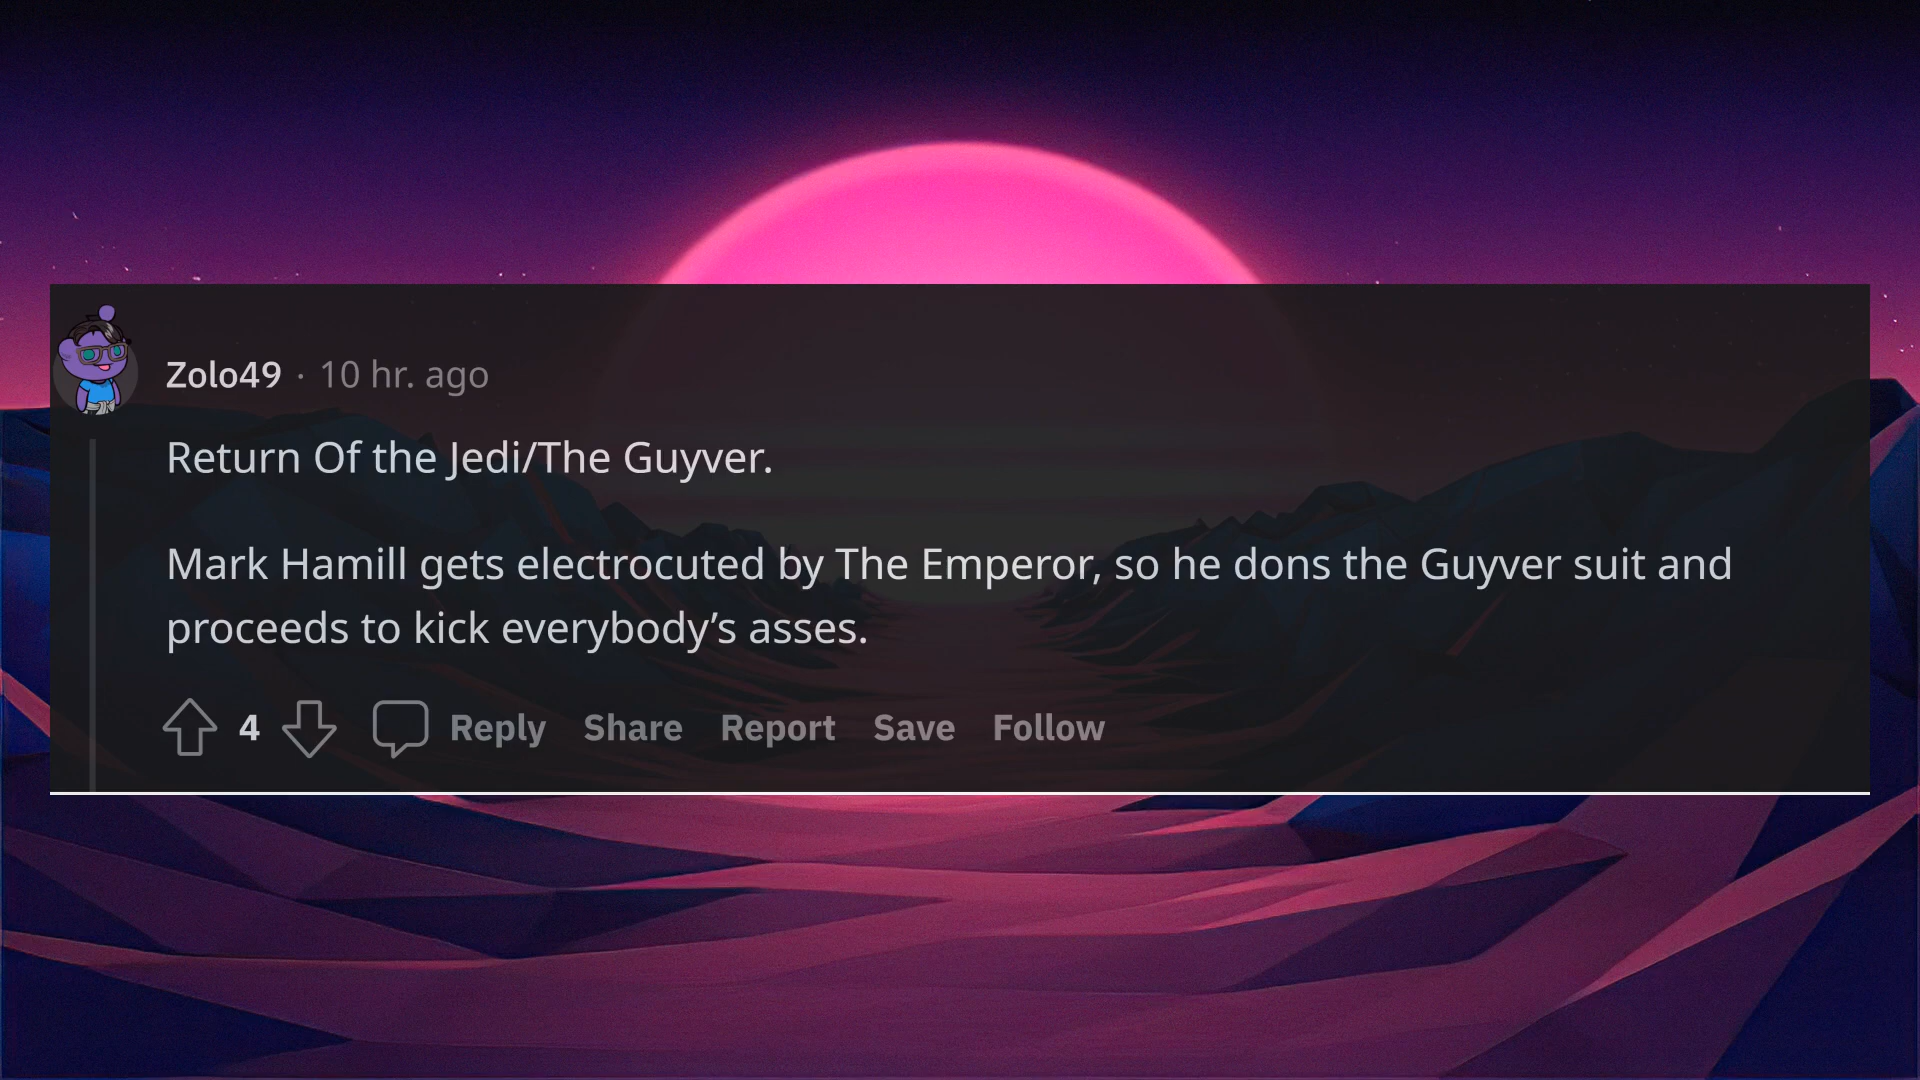 Zolo49 · 10 hr. ago
Return Of the Jedi/The Guyver.
Mark Hamill gets electrocuted by The Emperor, so he dons the Guyver suit and
proceeds to kick everybody’s asses.
4 Reply Share Report Save Follow